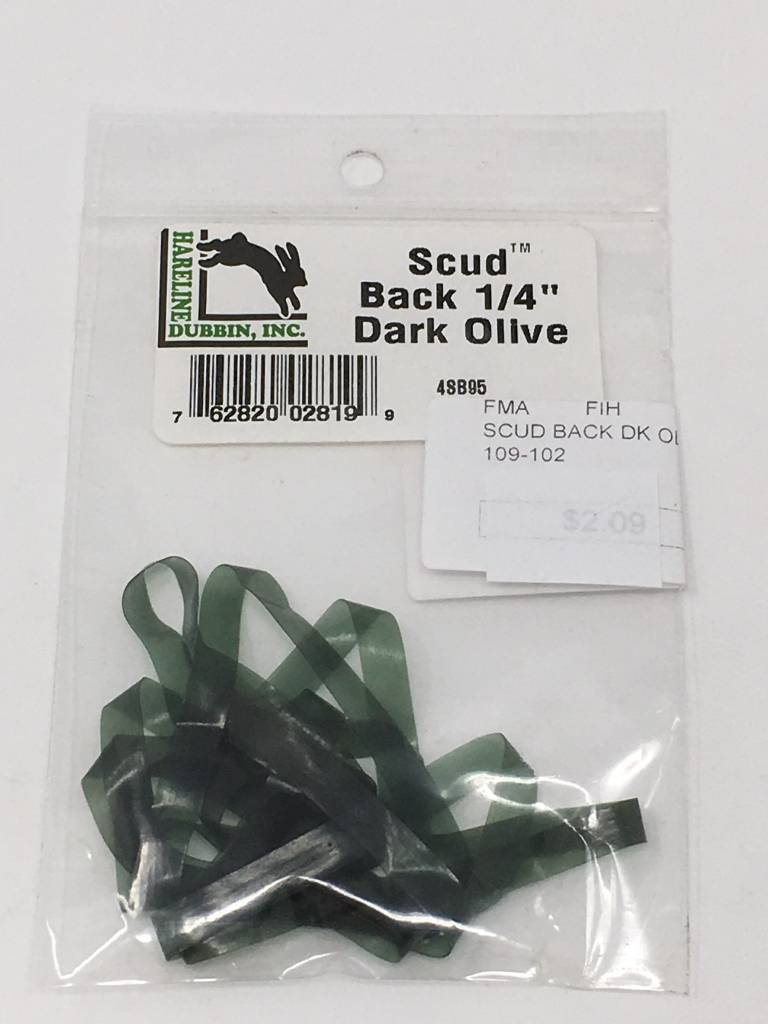 HARELINE
DUBBIN, INC.
Scud™
Back 1/4"
Dark Olive
4SB95
7 62820 02819 9
FMA FIH
SCUD BACK DK OL
109-102
$2.09